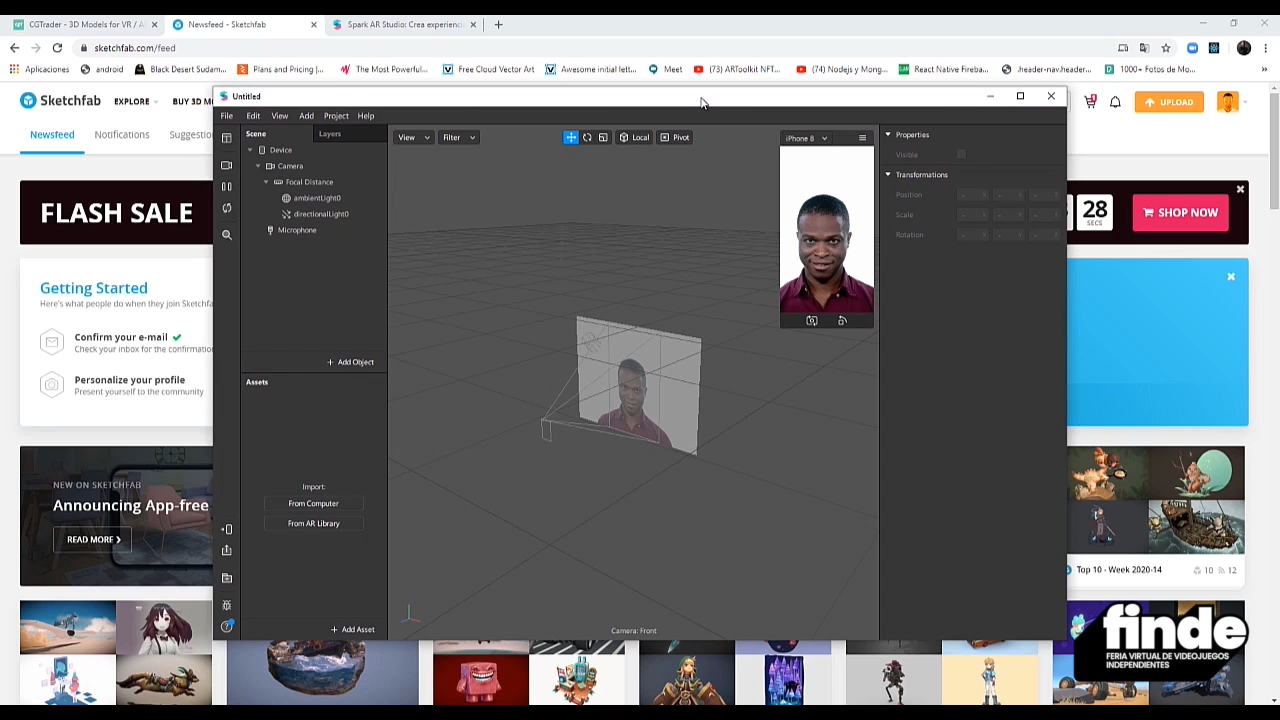 CGTrader - 3D Models for VR / A
Newsfeed - Sketchfab
Spark AR Studio: Crea experienci
sketchfab.com/feed
Aplicaciones
android
Black Desert Sudam...
Plans and Pricing |...
The Most Powerful...
Free Cloud Vector Art
Awesome initial lett...
Meet
(73) ARToolkit NFT...
(74) Nodejs y Mong...
React Native Fireba...
.header-nav.header...
1000+ Fotos de Mo...
Sketchfab
EXPLORE
BUY 3D M
UPLOAD
Newsfeed
Notifications
Suggestio
Untitled
File
Edit
View
Add
Project
Help
Scene
Layers
Device
Camera
Focal Distance
ambientLight0
directionalLight0
Microphone
+ Add Object
Assets
Import:
From Computer
From AR Library
+ Add Asset
View
Filter
Local
Pivot
iPhone 8
Camera: Front
Properties
Visible
Transformations
Position
Scale
Rotation
FLASH SALE
28
SECS
SHOP NOW
Getting Started
Here's what people do when they join Sketchfa
Confirm your e-mail
Check your inbox for the confirmatio
Personalize your profile
Present yourself to the community
NEW ON SKETCHFAB
Announcing App-free
READ MORE
Top 10 - Week 2020-14
10
12
finde
FERIA VIRTUAL DE VIDEOJUEGOS
INDEPENDIENTES